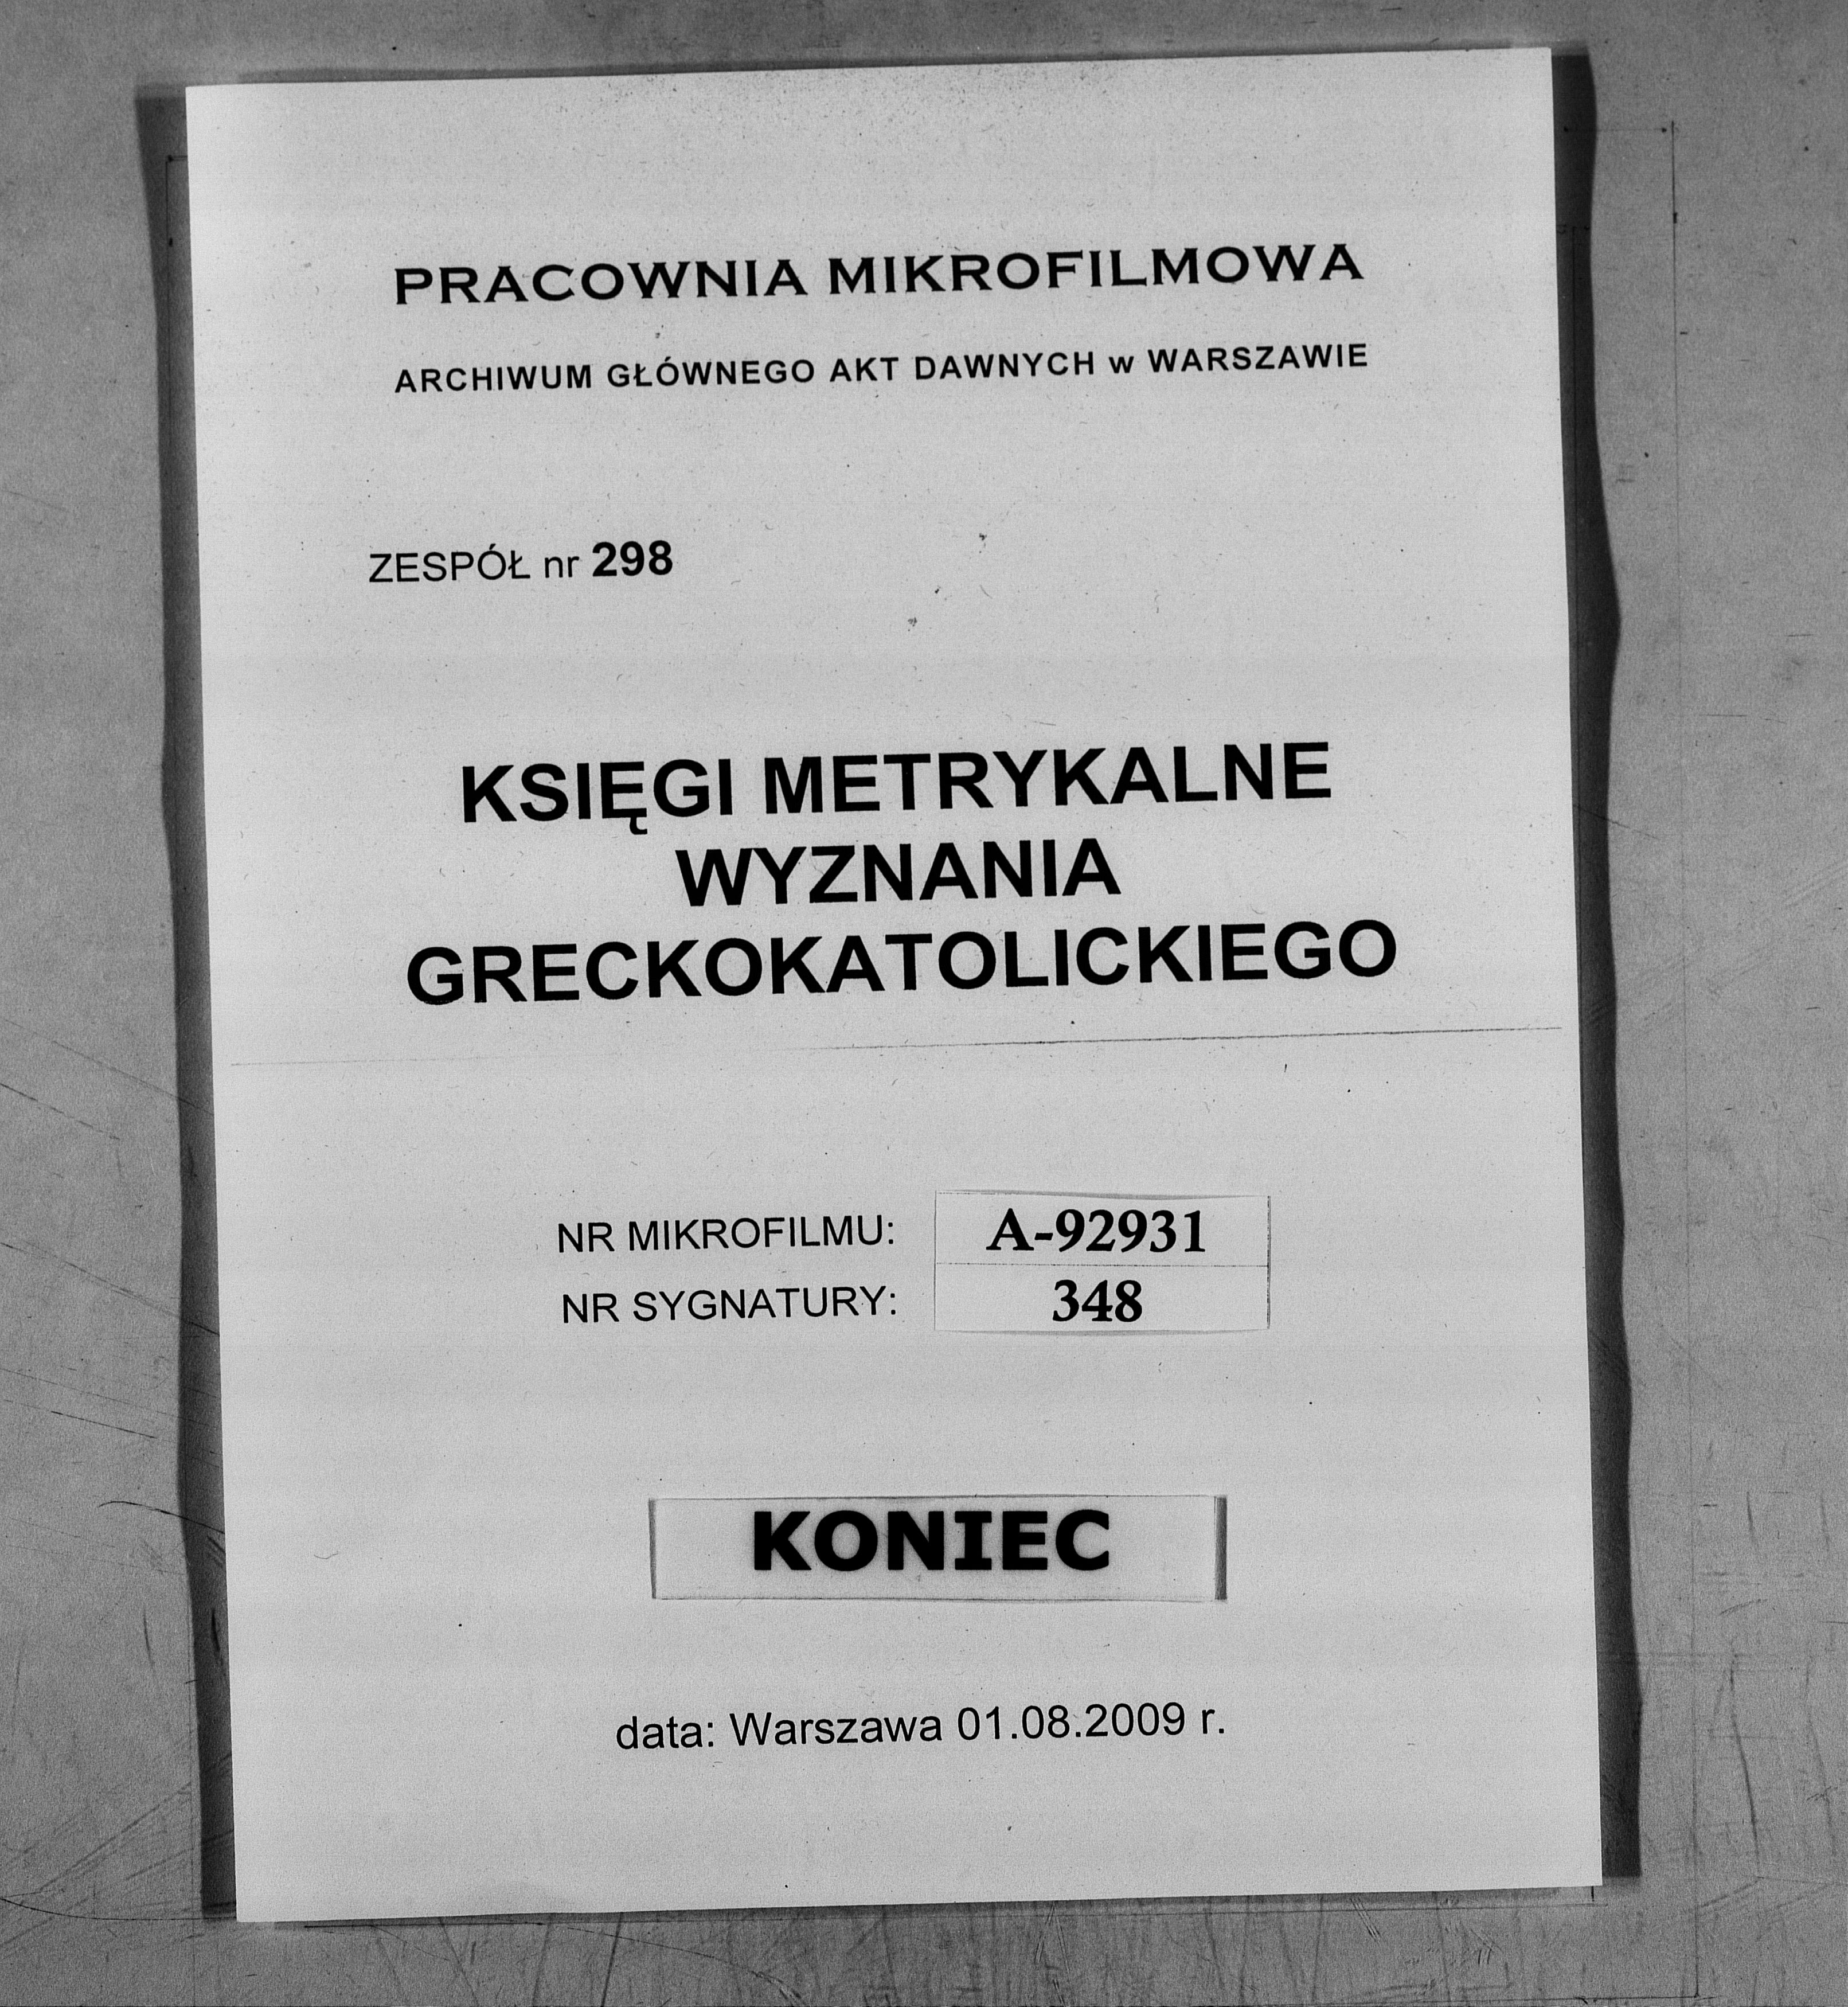 PRACOWNIA MIKROFILMOWA
ARCHIWUM GŁÓWNEGO AKT DAWNYCH w WARSZAWIE
ZESPÓŁ nr 298
KSIĘGI METRYKALNE
WYZNANIA
GRECKOKATOLICKIEGO
NR MIKROFILMU: A-92931
NR SYGNATURY: 348
KONIEC
data: Warszawa 01.08.2009 r.